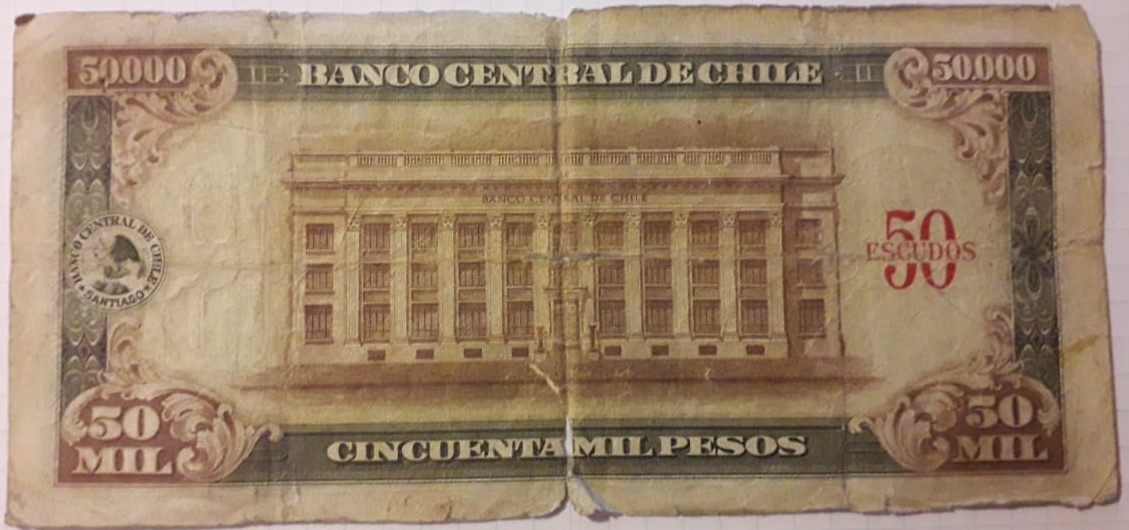 50.000 BANCO CENTRAL DE CHILE 50.000
BANCO CENTRAL DE CHILE
BANCO CENTRAL DE CHILE
SANTIAGO
50
ESCUDOS
50
MIL
CINCUENTA MIL PESOS
50
MIL